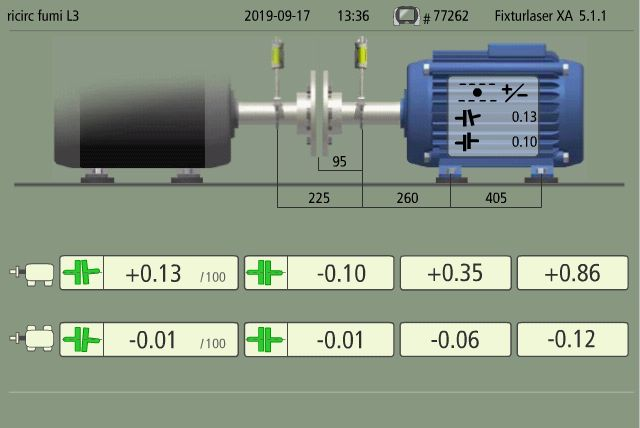 ricirc fumi L3 2019-09-17 13:36 # 77262 Fixturlaser XA 5.1.1
+/−
0.13
0.10
95
225 260 405
+0.13 /100 -0.10 +0.35 +0.86
-0.01 /100 -0.01 -0.06 -0.12